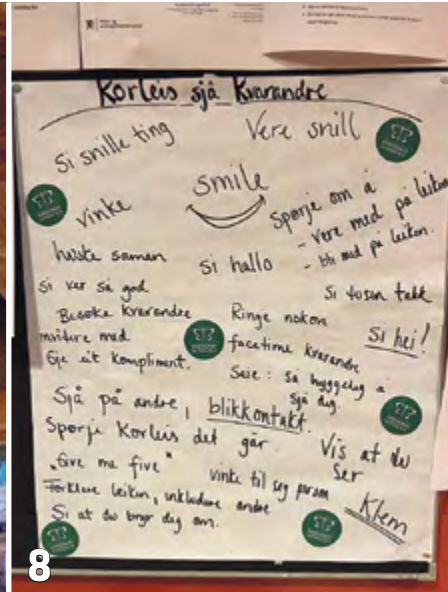 Korleis sjå Kvarandre
Si snille ting
Vere snill
smile
vinke
Spørje om å
- vere med på leiken
- bli med på leiken.
huske saman
si hallo
si ver så god
Si tusen takk
Besøke kvarandre
Ringe nokon
Si hei!
invitere med
facetime kvarandre
Gje eit kompliment.
Seie: så hyggeleg å
sjå deg.
Sjå på andre, blikkontakt.
Spørje Korleis det går.
Vis at du
ser
"Give me five"
vinke til seg person
Forklare leiken, inkludere andre
Klem
Si at du bryr deg om.
8